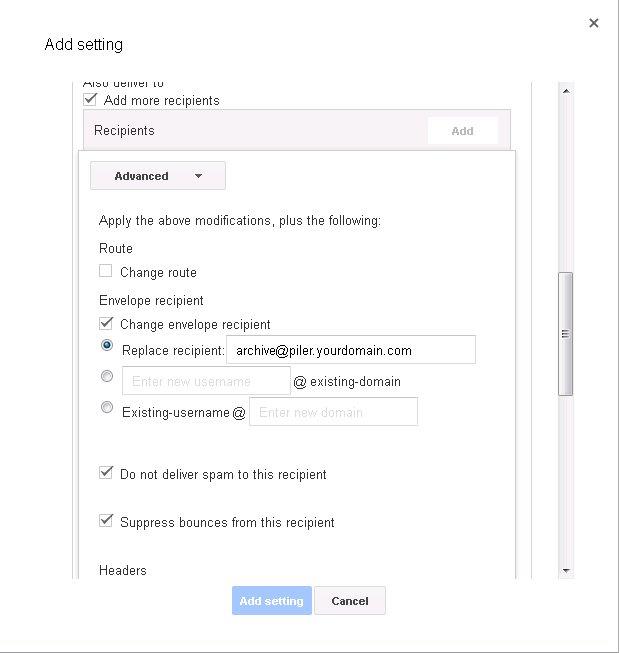 Add setting
Also deliver to
Add more recipients
Recipients
Add
Advanced
Apply the above modifications, plus the following:
Route
Change route
Envelope recipient
Change envelope recipient
Replace recipient: archive@piler.yourdomain.com
Enter new username @ existing-domain
Existing-username @ Enter new domain
Do not deliver spam to this recipient
Suppress bounces from this recipient
Headers
Add setting Cancel